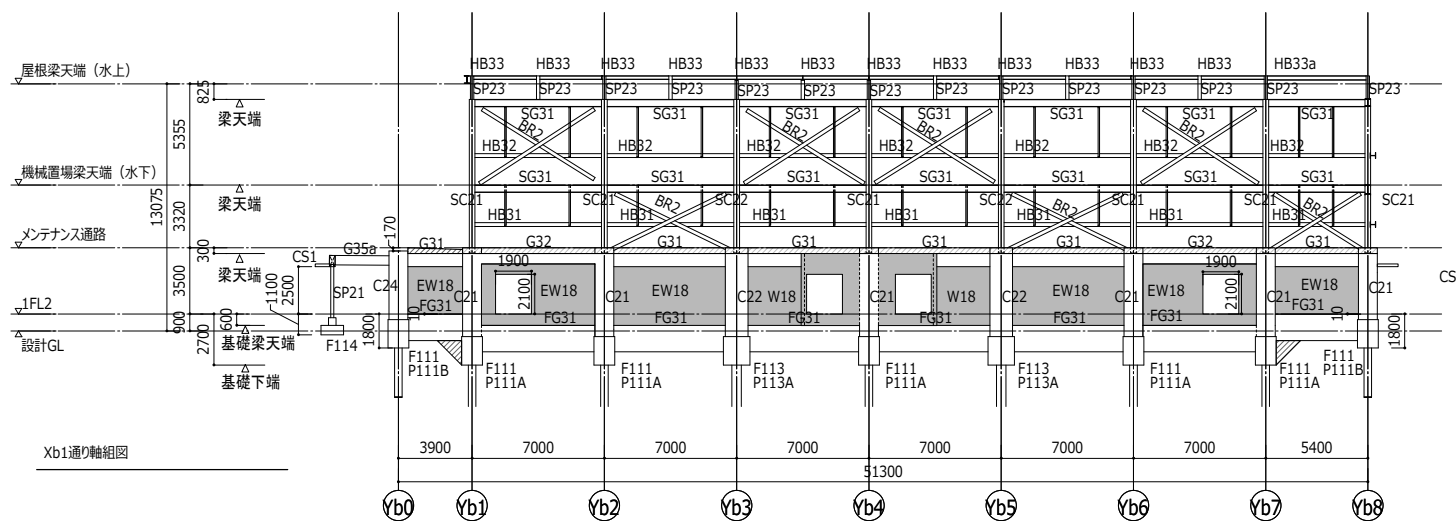 HB33 HB33 HB33 HB33 HB33 HB33 HB33 HB33 HB33 HB33 HB33 HB33 HB33a
屋根梁天端（水上）
SP23 SP23 SP23 SP23 SP23 SP23 SP23 SP23 SP23 SP23 SP23 SP23 SP23 SP23
825
梁天端
SG31 SG31 SG31 SG31 SG31 SG31 SG31
BR2 BR2 BR2 BR2 BR2
5355
HB32 HB32 HB32 HB32 HB32 HB32 HB32
機械置場梁天端（水下）
SG31 SG31 SG31 SG31 SG31 SG31 SG31
梁天端
13075
3320
SC21 SC21 SC22 SC21 SC22 SC21 SC21 SC21
BR2 BR2 BR2
HB31 HB31 HB31 HB31 HB31 HB31 HB31
メンテナンス通路
170
G31 G32 G31 G31 G31 G31 G32 G31
300
梁天端
G35a
CS1
CS
1900 1900
3500
1100
2500
SP21
C24
EW18 EW18 EW18 W18 W18 EW18 EW18 EW18
C21 C21 C22 C21 C22 C21 C21 C21
2100 2100
FG31 FG31 FG31 FG31 FG31 FG31 FG31 FG31
10 10
1FL2
900
600
基礎梁天端
設計GL
2700
F114
1800 1800
基礎下端
F111 F111 F111 F113 F111 F113 F111 F111 F111
P111B P111A P111A P113A P111A P113A P111A P111A P111B
Xb1通り軸組図
3900 7000 7000 7000 7000 7000 7000 5400
51300
Yb0 Yb1 Yb2 Yb3 Yb4 Yb5 Yb6 Yb7 Yb8